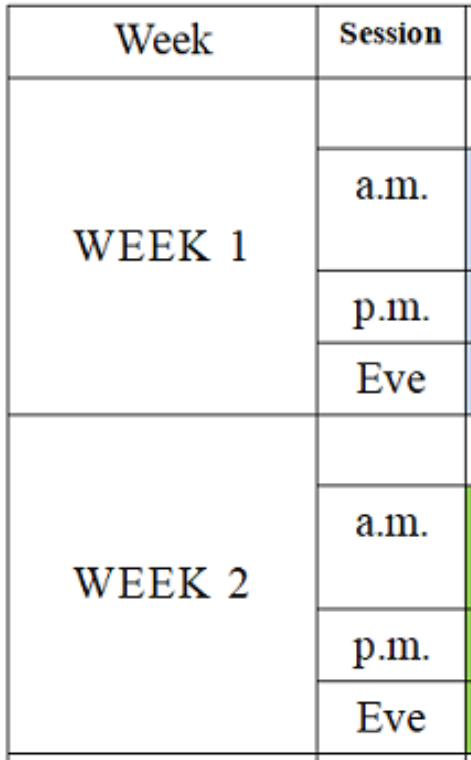 Week Session
WEEK 1
a.m.
p.m.
Eve
WEEK 2
a.m.
p.m.
Eve